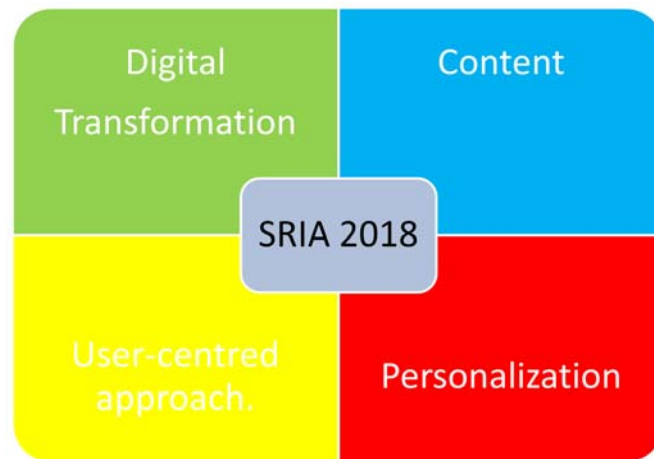 Digital
Transformation
Content
SRIA 2018
User-centred
approach.
Personalization